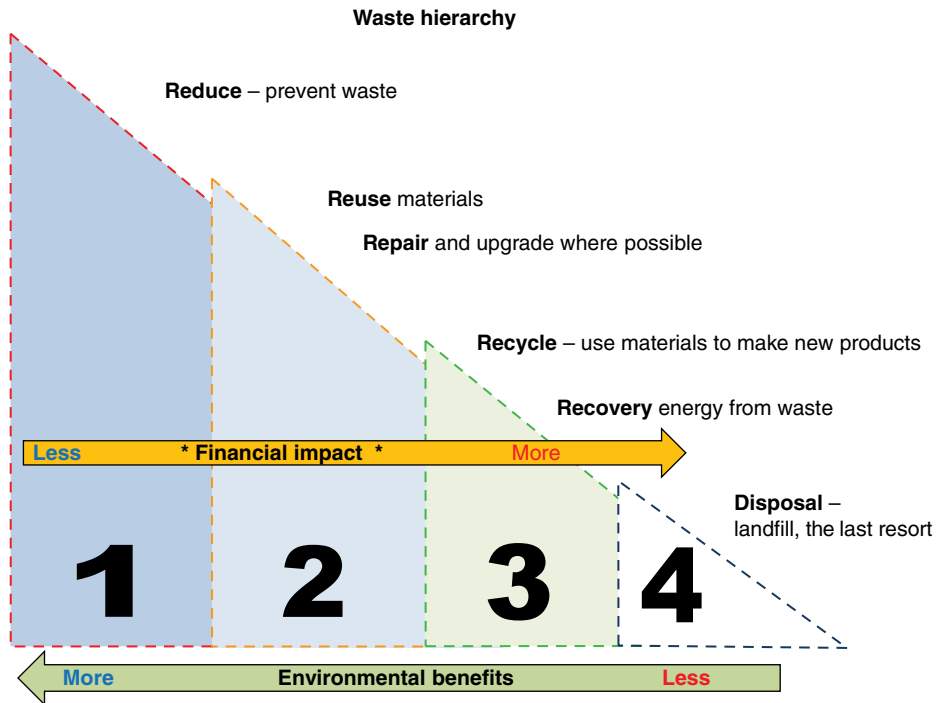 Waste hierarchy
Reduce – prevent waste
Reuse materials
Repair and upgrade where possible
Recycle – use materials to make new products
Recovery energy from waste
Less * Financial impact * More
Disposal –
landfill, the last resort
1 2 3 4
More Environmental benefits Less